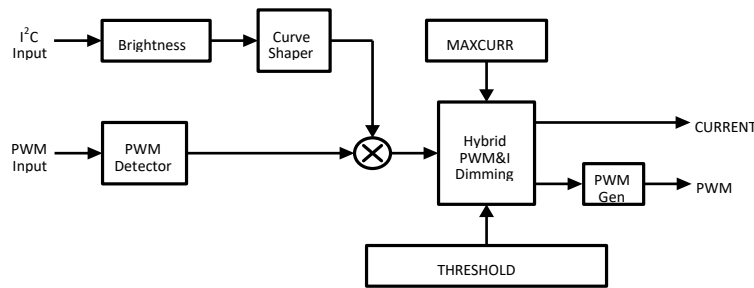 I²C
Input
Brightness
Curve
Shaper
MAXCURR
PWM
Input
PWM
Detector
Hybrid
PWM&I
Dimming
CURRENT
PWM
Gen
PWM
THRESHOLD